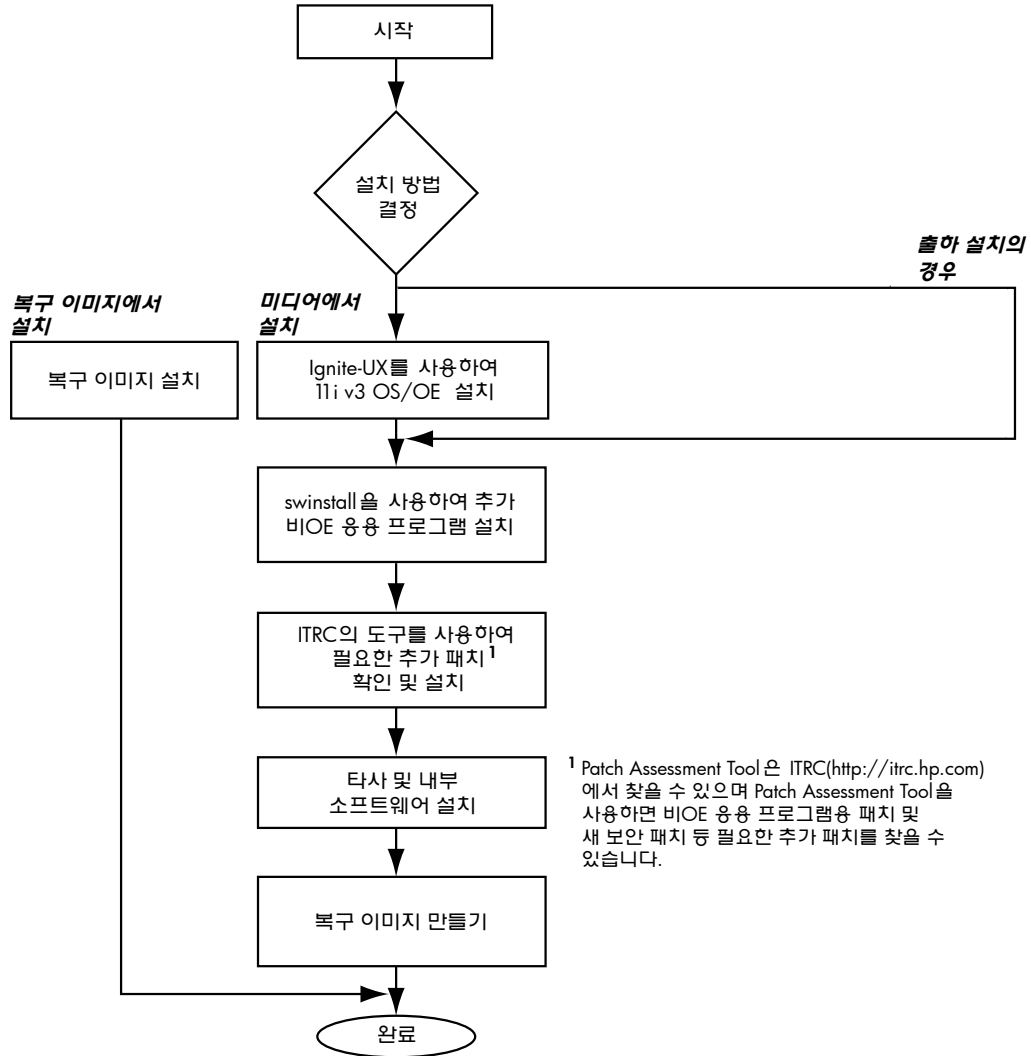 시작
설치 방법
결정
출하 설치의
경우
복구 이미지에서
설치
미디어에서
설치
복구 이미지 설치
Ignite-UX를 사용하여
11i v3 OS/OE 설치
swinstall을 사용하여 추가
비OE 응용 프로그램 설치
ITRC의 도구를 사용하여
필요한 추가 패치1
확인 및 설치
타사 및 내부
소프트웨어 설치
1 Patch Assessment Tool은 ITRC(http://itrc.hp.com)
에서 찾을 수 있으며 Patch Assessment Tool을
사용하면 비OE 응용 프로그램용 패치 및
새 보안 패치 등 필요한 추가 패치를 찾을 수
있습니다.
복구 이미지 만들기
완료